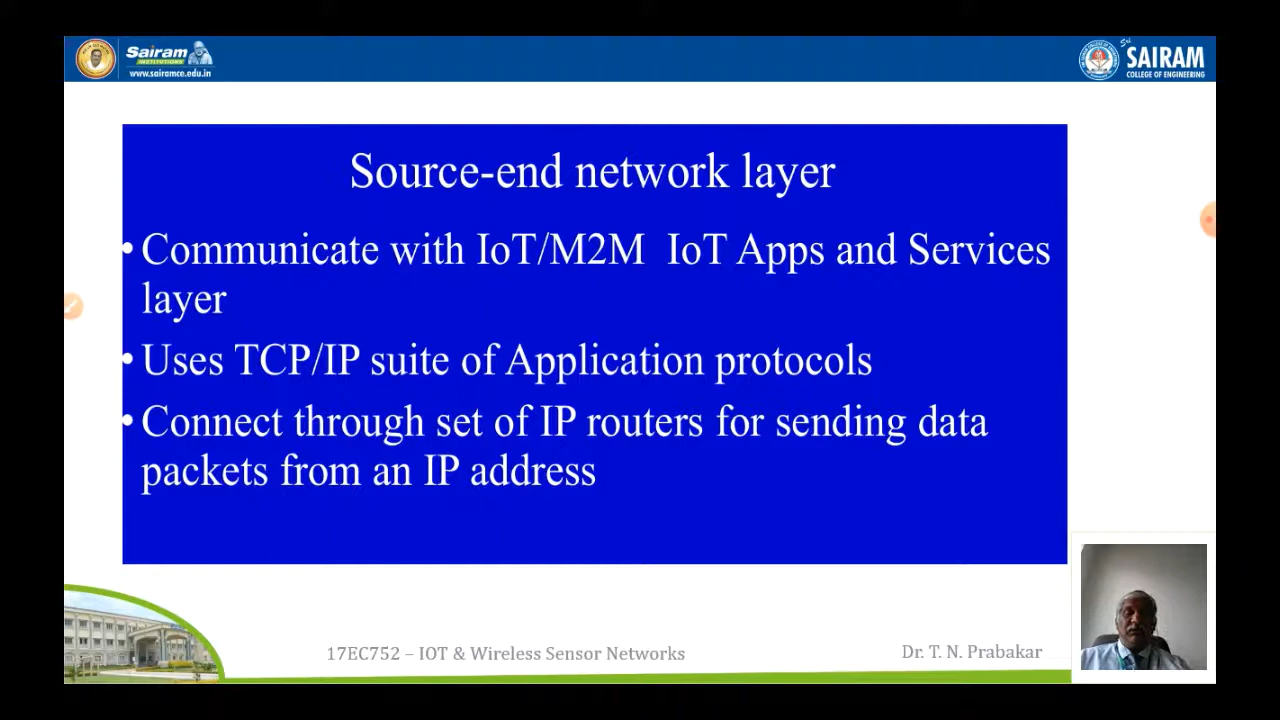 Sairam
INSTITUTIONS
www.sairamce.edu.in
Sri
SAIRAM
COLLEGE OF ENGINEERING
Source-end network layer
• Communicate with IoT/M2M IoT Apps and Services
layer
• Uses TCP/IP suite of Application protocols
• Connect through set of IP routers for sending data
packets from an IP address
17EC752 – IOT & Wireless Sensor Networks
Dr. T. N. Prabakar